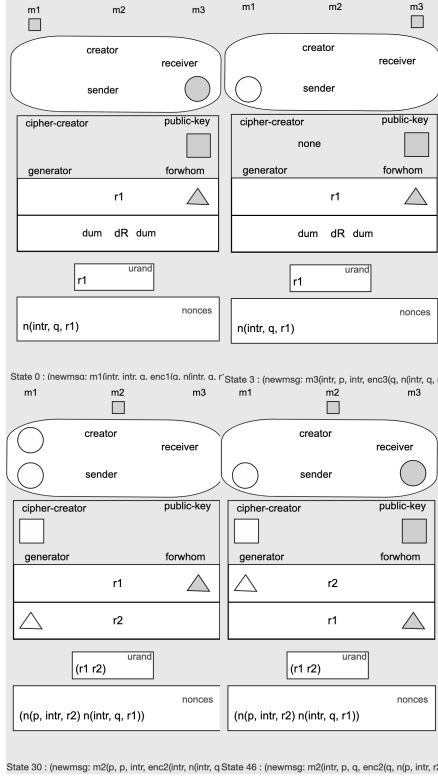 m1 m2 m3
creator
receiver
sender
cipher-creator public-key
generator forwhom
r1
dum dR dum
urand
r1
nonces
n(intr, q, r1)
m1 m2 m3
creator
receiver
sender
cipher-creator public-key
none
generator forwhom
r1
dum dR dum
urand
r1
nonces
n(intr, q, r1)
State 0 : (newmsg: m1(intr, intr, q, enc1(q, n(intr, q, r
State 3 : (newmsg: m3(intr, p, intr, enc3(q, n(intr, q,
m1 m2 m3
creator
receiver
sender
cipher-creator public-key
generator forwhom
r1
r2
urand
(r1 r2)
nonces
(n(p, intr, r2) n(intr, q, r1))
m1 m2 m3
creator
receiver
sender
cipher-creator public-key
generator forwhom
r2
r1
urand
(r1 r2)
nonces
(n(p, intr, r2) n(intr, q, r1))
State 30 : (newmsg: m2(p, p, intr, enc2(intr, n(intr, q
State 46 : (newmsg: m2(intr, p, q, enc2(q, n(p, intr, r2